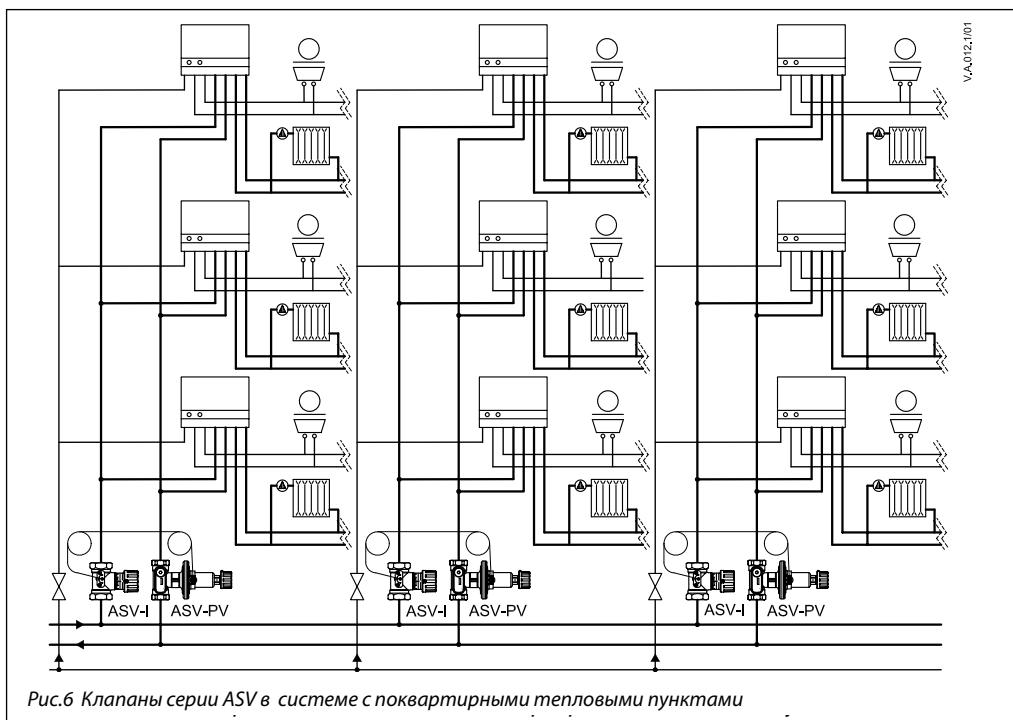 V.A.012.1/01
ASV-I ASV-PV ASV-I ASV-PV ASV-I ASV-PV
Рис.6 Клапаны серии ASV в системе с поквартирными тепловыми пунктами